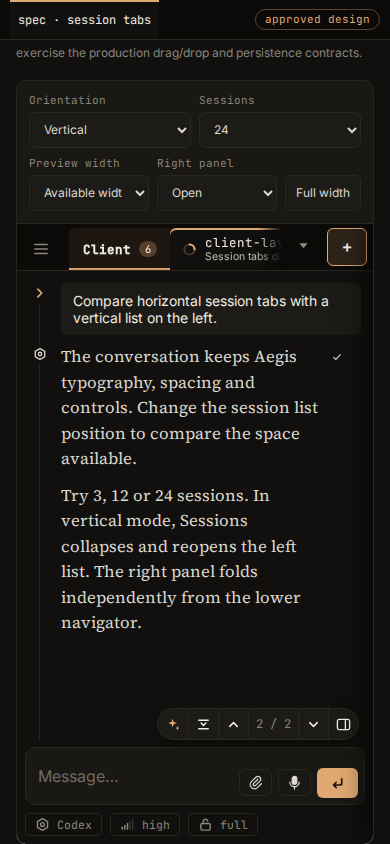 spec · session tabs
approved design
exercise the production drag/drop and persistence contracts.
Orientation
Sessions
Vertical
24
Preview width
Right panel
Available widt
Open
Full width
Client 6
client-lay
Session tabs d
+
Compare horizontal session tabs with a
vertical list on the left.
The conversation keeps Aegis
typography, spacing and
controls. Change the session list
position to compare the space
available.
Try 3, 12 or 24 sessions. In
vertical mode, Sessions
collapses and reopens the left
list. The right panel folds
independently from the lower
navigator.
2 / 2
Message...
Codex
high
full